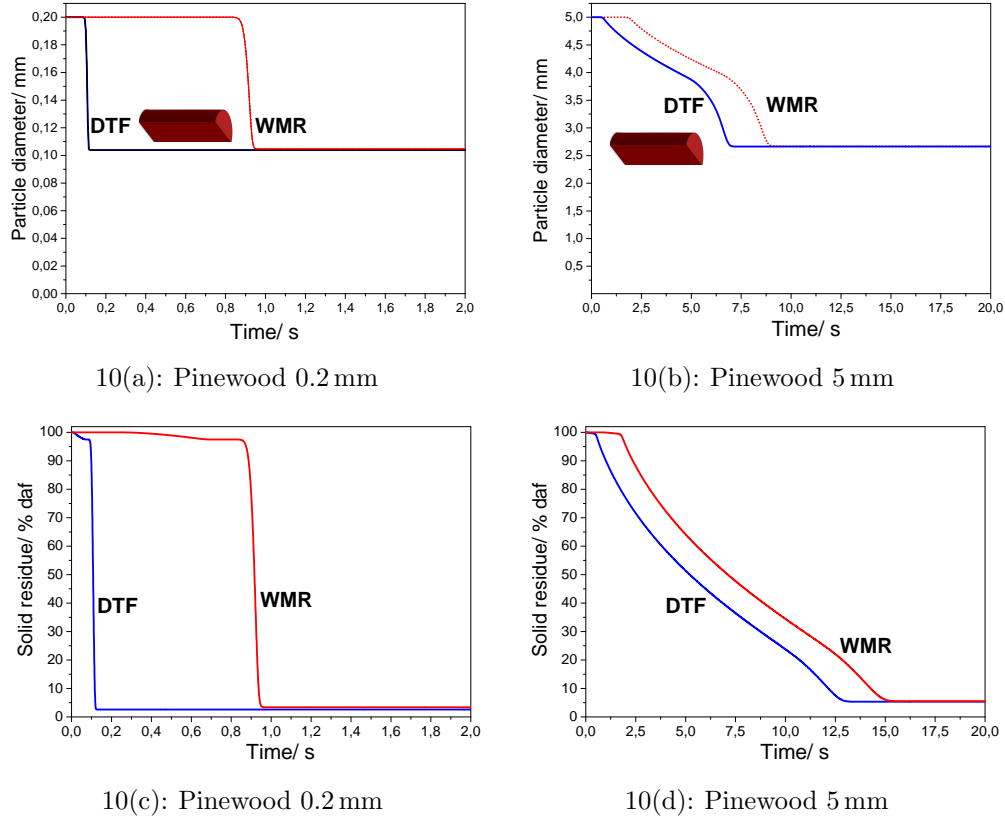 Particle diameter/ mm
0,20
0,18
0,16
0,14
0,12
0,10
0,08
0,06
0,04
0,02
0,00
DTF
WMR
0,0 0,2 0,4 0,6 0,8 1,0 1,2 1,4 1,6 1,8 2,0
Time/ s
10(a): Pinewood 0.2 mm
Particle diameter/ mm
5,0
4,5
4,0
3,5
3,0
2,5
2,0
1,5
1,0
0,5
DTF
WMR
0,0 2,5 5,0 7,5 10,0 12,5 15,0 17,5 20,0
Time/ s
10(b): Pinewood 5 mm
Solid residue/ % daf
100
90
80
70
60
50
40
30
20
10
0
DTF
WMR
0,0 0,2 0,4 0,6 0,8 1,0 1,2 1,4 1,6 1,8 2,0
Time/ s
10(c): Pinewood 0.2 mm
Solid residue/ % daf
100
90
80
70
60
50
40
30
20
10
0
DTF
WMR
0,0 2,5 5,0 7,5 10,0 12,5 15,0 17,5 20,0
Time/ s
10(d): Pinewood 5 mm